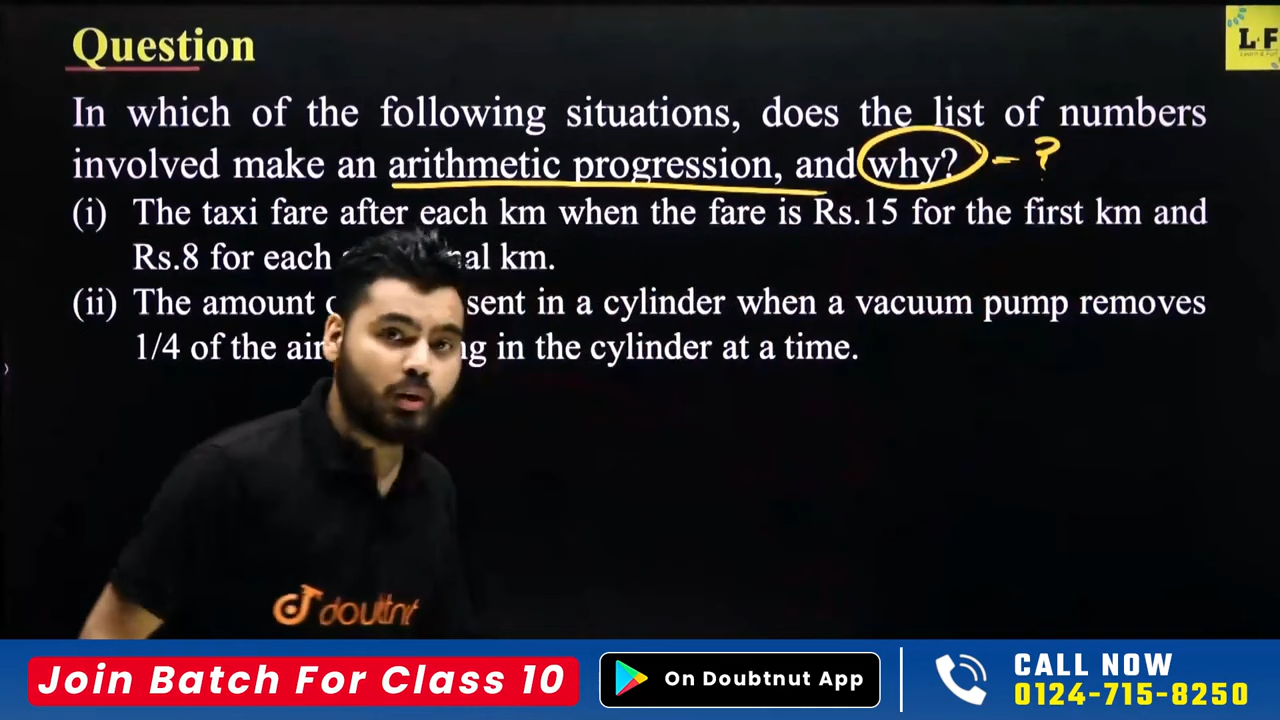 Question
L F
In which of the following situations, does the list of numbers
involved make an arithmetic progression, and why? - ?
(i) The taxi fare after each km when the fare is Rs.15 for the first km and
Rs.8 for each km.
(ii) The amount in a cylinder when a vacuum pump removes
1/4 of the air in the cylinder at a time.
doubtnut
Join Batch For Class 10
On Doubtnut App
CALL NOW
0124-715-8250